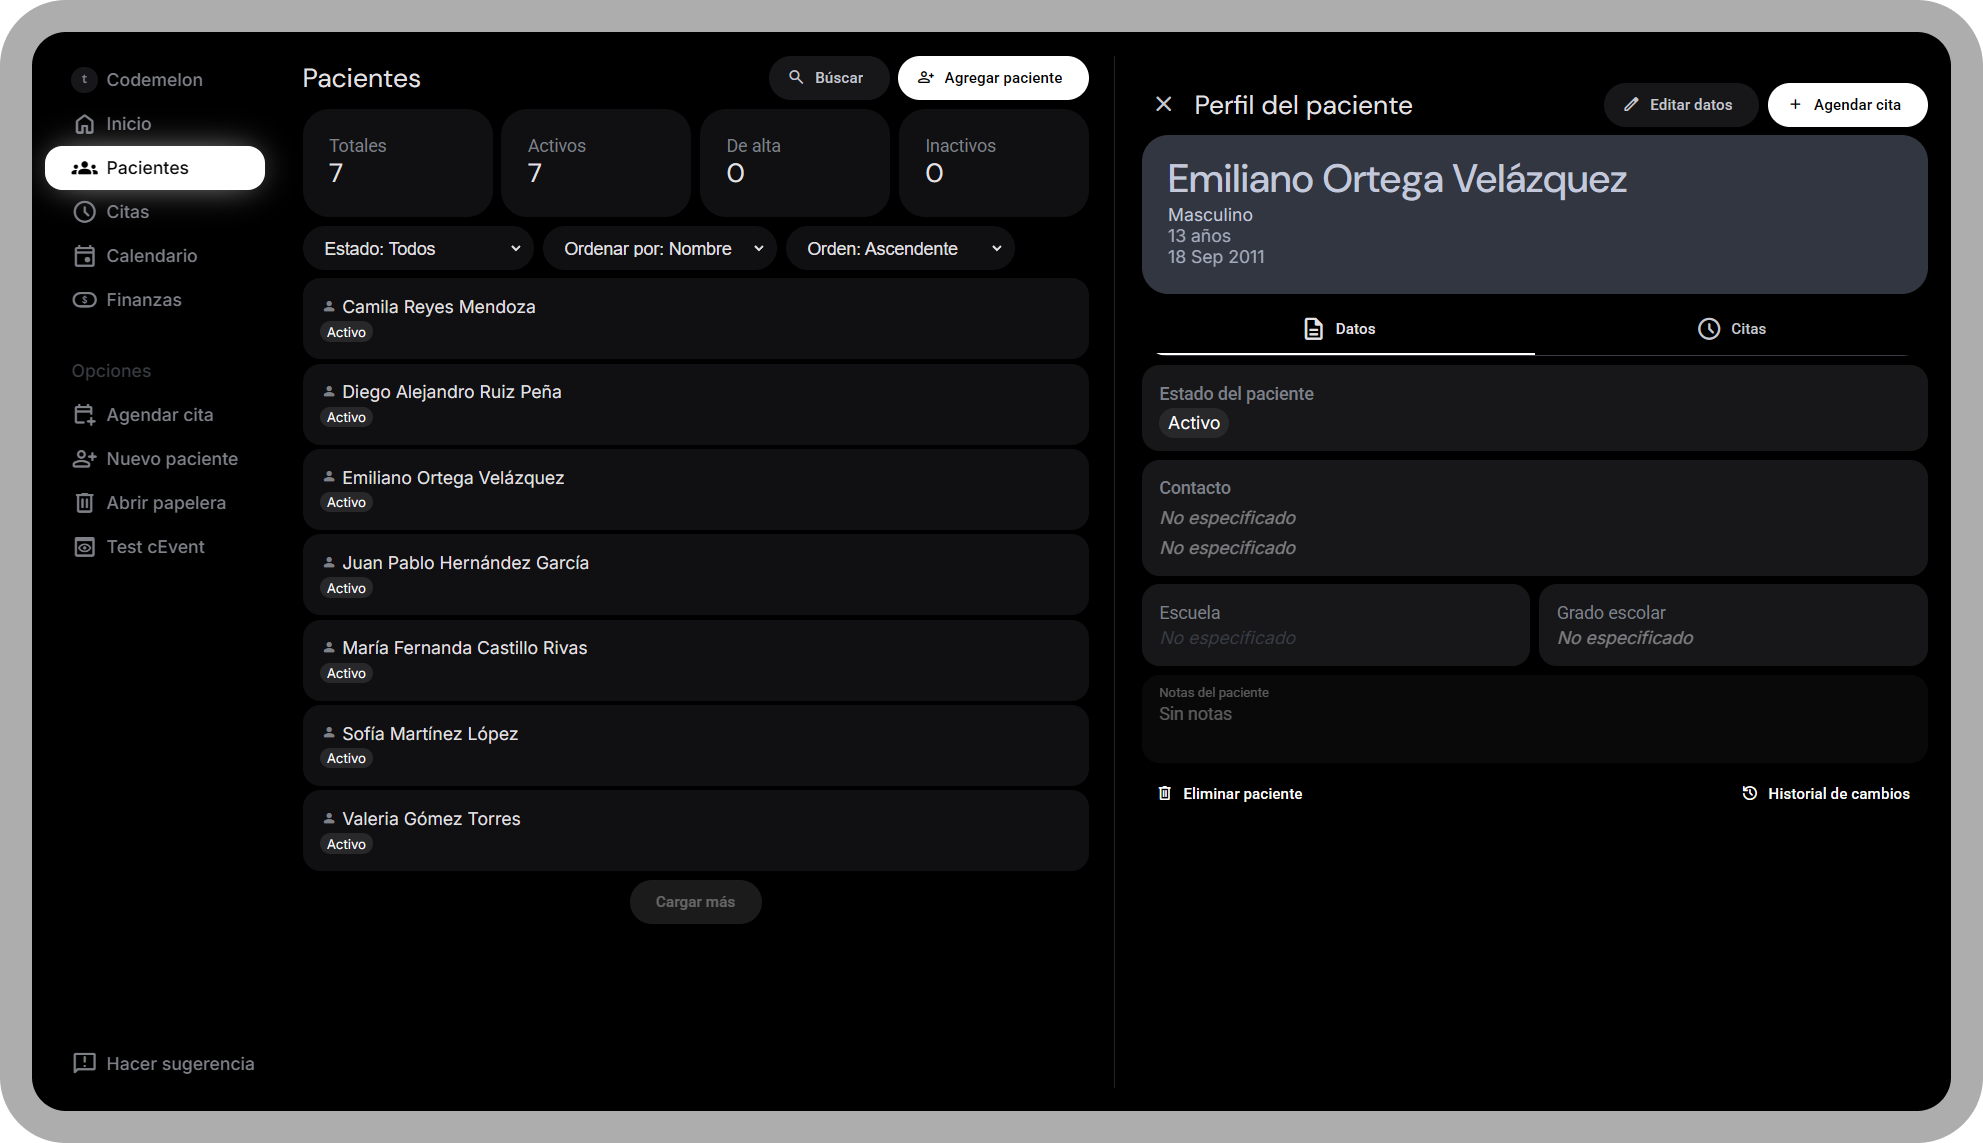 t Codemelon
Inicio
Pacientes
Citas
Calendario
Finanzas
Opciones
Agendar cita
Nuevo paciente
Abrir papelera
Test cEvent
Hacer sugerencia
Pacientes
Búscar
Agregar paciente
Totales
7
Activos
7
De alta
0
Inactivos
0
Estado: Todos
Ordenar por: Nombre
Orden: Ascendente
Camila Reyes Mendoza
Activo
Diego Alejandro Ruiz Peña
Activo
Emiliano Ortega Velázquez
Activo
Juan Pablo Hernández García
Activo
María Fernanda Castillo Rivas
Activo
Sofía Martínez López
Activo
Valeria Gómez Torres
Activo
Cargar más
Perfil del paciente
Editar datos
+ Agendar cita
Emiliano Ortega Velázquez
Masculino
13 años
18 Sep 2011
Datos
Citas
Estado del paciente
Activo
Contacto
No especificado
No especificado
Escuela
No especificado
Grado escolar
No especificado
Notas del paciente
Sin notas
Eliminar paciente
Historial de cambios